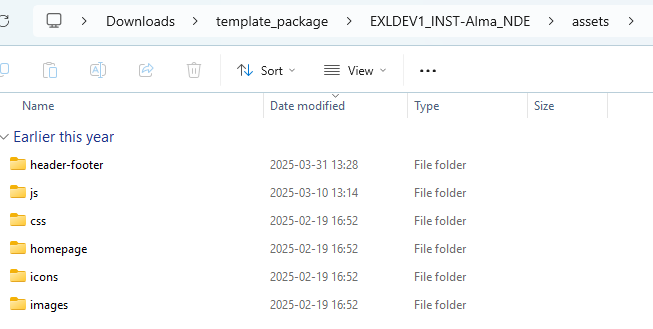 Downloads > template_package > EXLDEV1_INST-Alma_NDE > assets >
Sort View ...
Name Date modified Type Size
Earlier this year
header-footer 2025-03-31 13:28 File folder
js 2025-03-10 13:14 File folder
css 2025-02-19 16:52 File folder
homepage 2025-02-19 16:52 File folder
icons 2025-02-19 16:52 File folder
images 2025-02-19 16:52 File folder